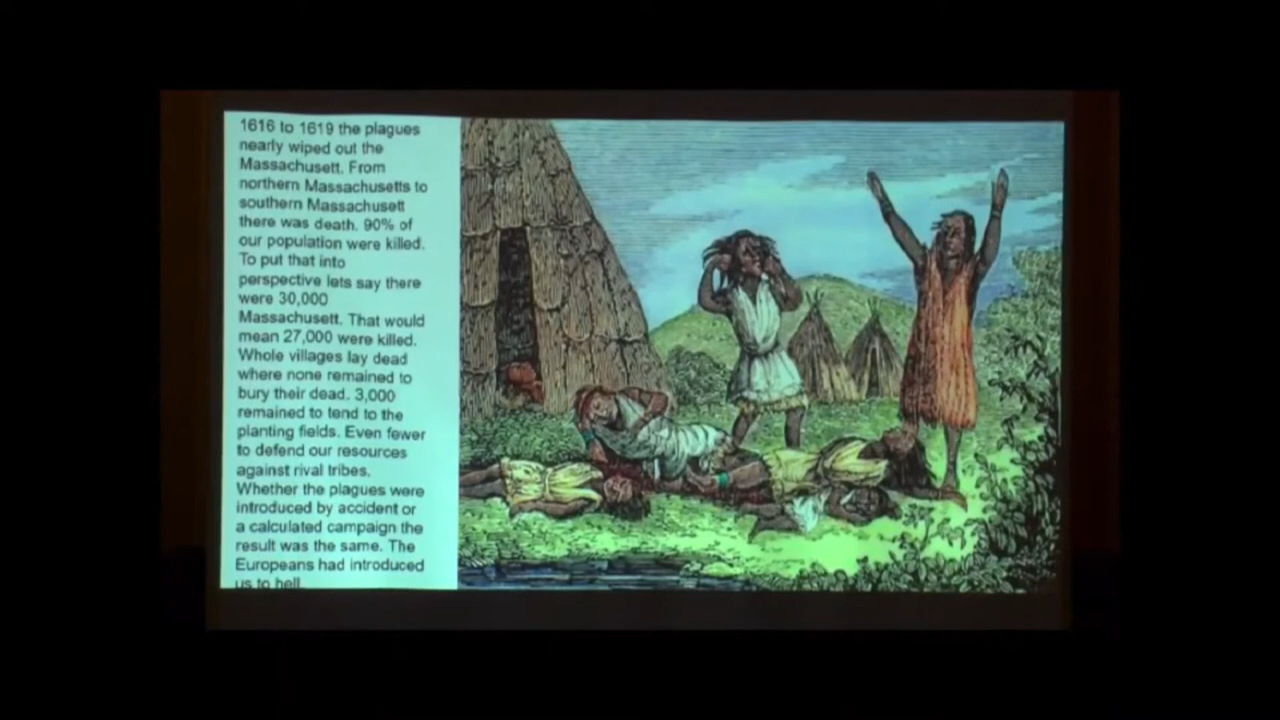 1616 to 1619 the plagues
nearly wiped out the
Massachusett. From
northern Massachusetts to
southern Massachusett
there was death. 90% of
our population were killed.
To put that into
perspective lets say there
were 30,000
Massachusett. That would
mean 27,000 were killed.
Whole villages lay dead
where none remained to
bury their dead. 3,000
remained to tend to the
planting fields. Even fewer
to defend our resources
against rival tribes.
Whether the plagues were
introduced by accident or
a calculated campaign the
result was the same. The
Europeans had introduced
us to hell